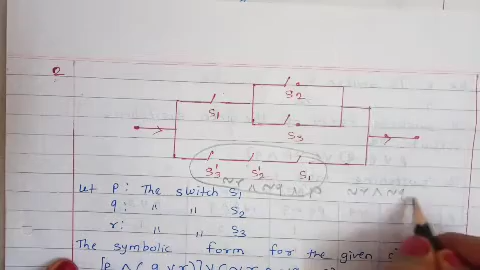 Q
S2
S1
S3
S3' S2' S1
~r ∧ ~q ∧ p ~r ∧ ~q
Let p: The switch S1
q: " " S2
r: " " S3
The symbolic form for the given
[p ∧ (q ∨ r)] ∨ (~r ∧ ~q